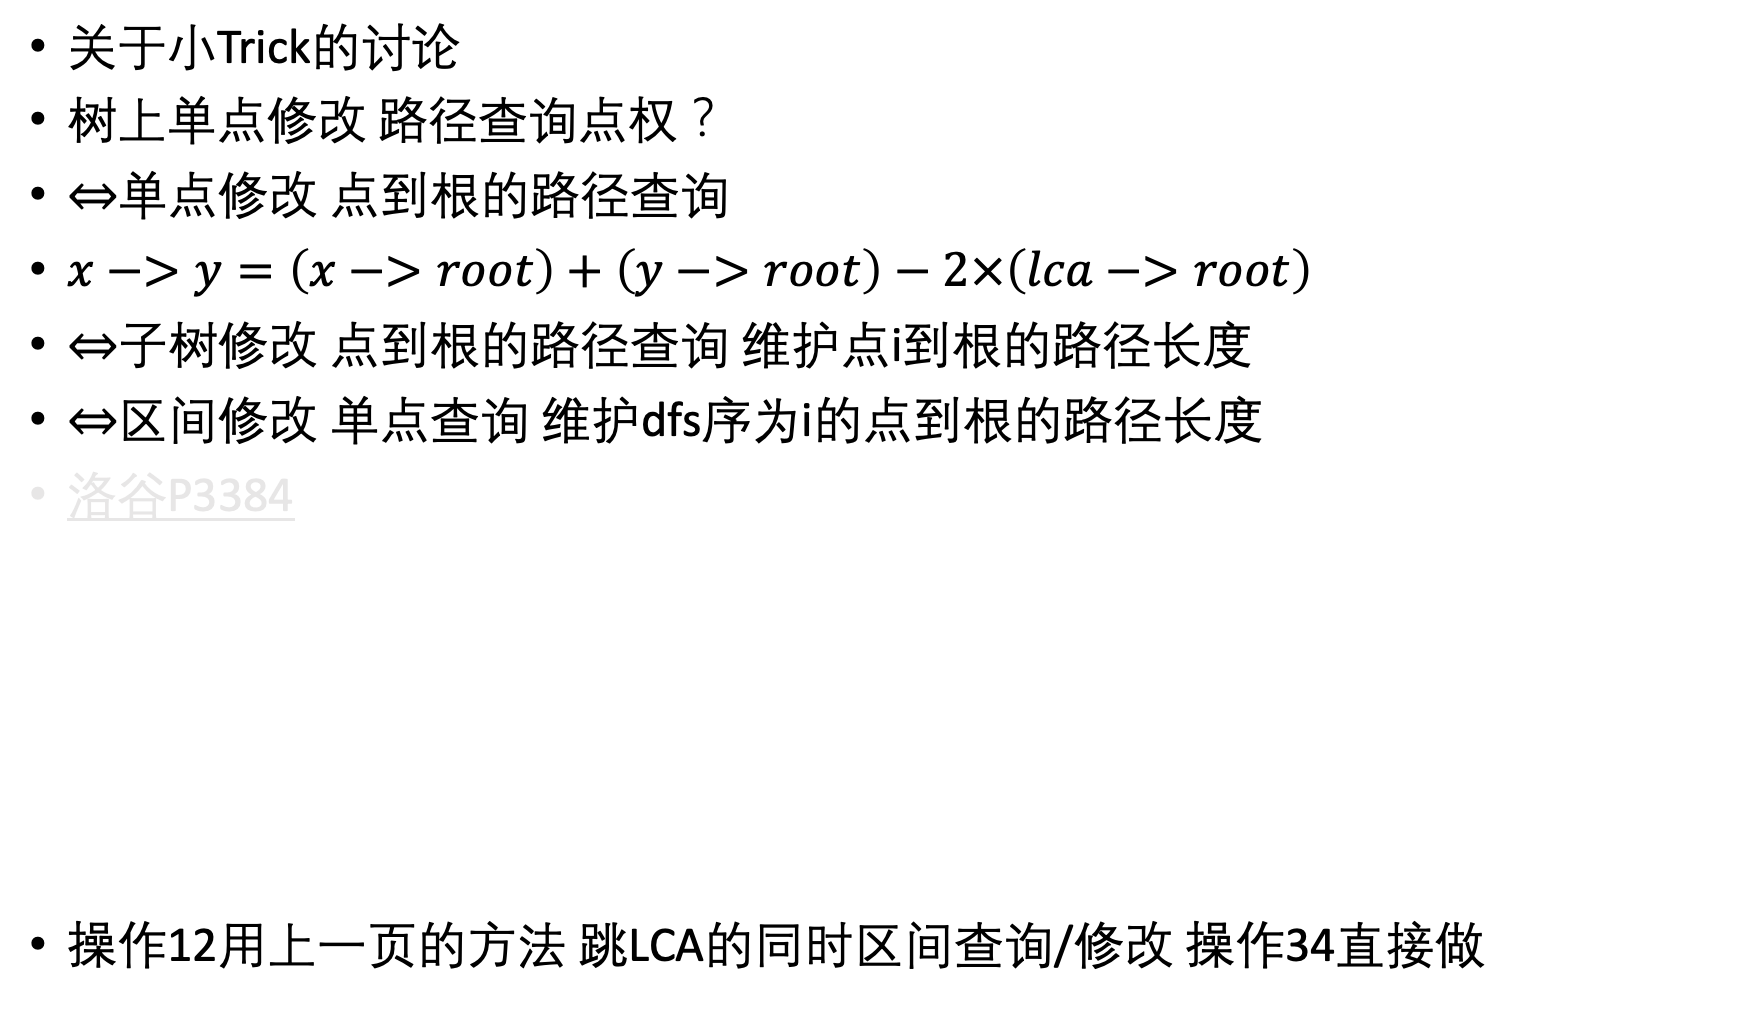 • 关于小Trick的讨论
• 树上单点修改 路径查询点权？
• ⇔单点修改 点到根的路径查询
• x −> y = (x −> root) + (y −> root) − 2×(lca −> root)
• ⇔子树修改 点到根的路径查询 维护点i到根的路径长度
• ⇔区间修改 单点查询 维护dfs序为i的点到根的路径长度
• 洛谷P3384
• 操作12用上一页的方法 跳LCA的同时区间查询/修改 操作34直接做